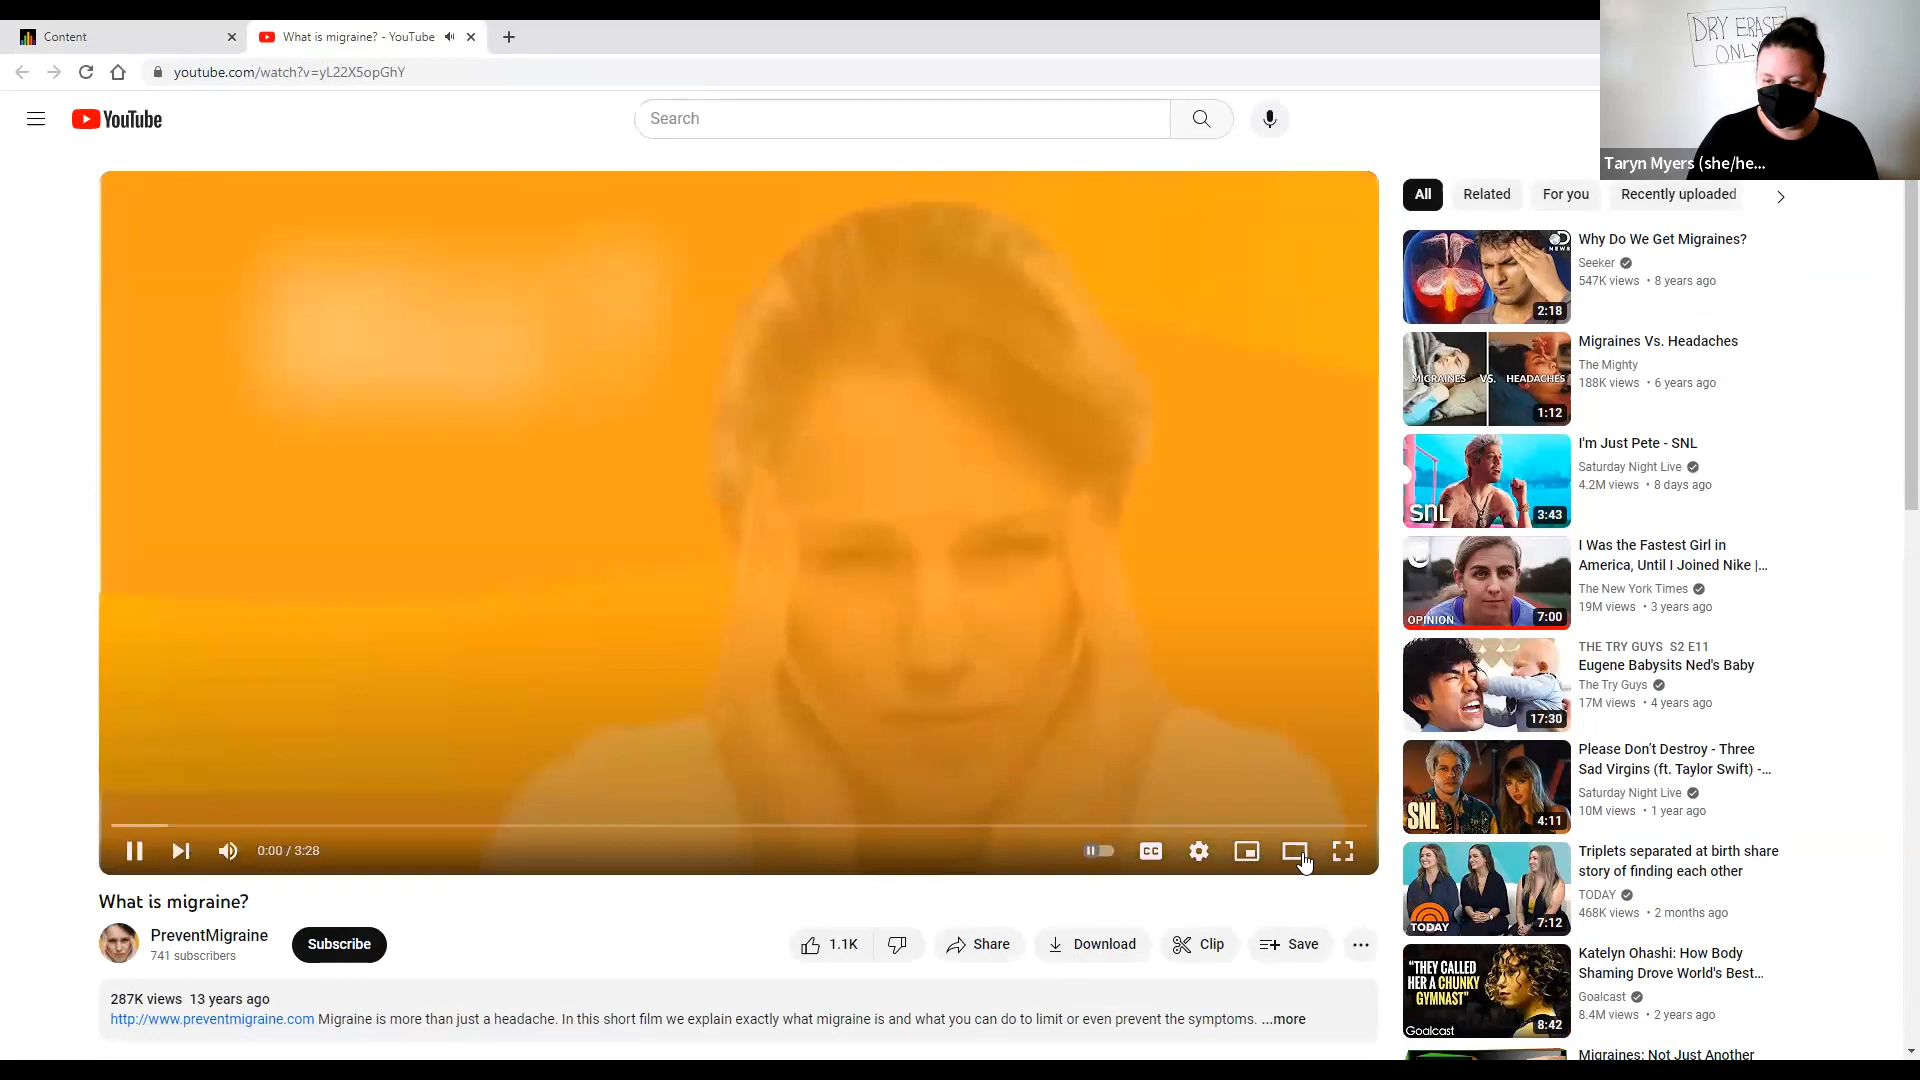 Content
What is migraine? - YouTube
youtube.com/watch?v=yL22X5opGhY
DRY ERASE
ONLY
Taryn Myers (she/he...
YouTube
Search
All
Related
For you
Recently uploaded
NEWS
2:18
Why Do We Get Migraines?
Seeker
547K views • 8 years ago
MIGRAINES VS. HEADACHES
1:12
Migraines Vs. Headaches
The Mighty
188K views • 6 years ago
SNL
3:43
I'm Just Pete - SNL
Saturday Night Live
4.2M views • 8 days ago
OPINION
7:00
I Was the Fastest Girl in
America, Until I Joined Nike |...
The New York Times
19M views • 3 years ago
17:30
THE TRY GUYS S2 E11
Eugene Babysits Ned's Baby
The Try Guys
17M views • 4 years ago
SNL
4:11
Please Don't Destroy - Three
Sad Virgins (ft. Taylor Swift) -...
Saturday Night Live
10M views • 1 year ago
TODAY
7:12
Triplets separated at birth share
story of finding each other
TODAY
468K views • 2 months ago
"THEY CALLED
HER A CHUNKY
GYMNAST"
Goalcast
8:42
Katelyn Ohashi: How Body
Shaming Drove World's Best...
Goalcast
8.4M views • 2 years ago
Migraines: Not Just Another
0:00 / 3:28
CC
What is migraine?
PreventMigraine
741 subscribers
Subscribe
1.1K
Share
Download
Clip
Save
287K views 13 years ago
http://www.preventmigraine.com Migraine is more than just a headache. In this short film we explain exactly what migraine is and what you can do to limit or even prevent the symptoms. ...more